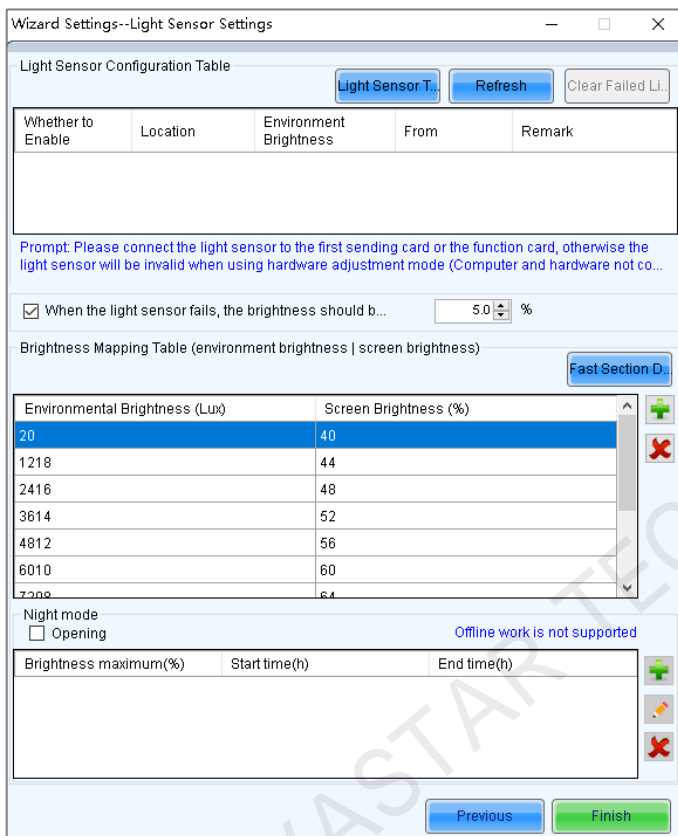 Wizard Settings--Light Sensor Settings
Light Sensor Configuration Table
Light Sensor T... Refresh Clear Failed Li..
Whether to Enable Location Environment Brightness From Remark
Prompt: Please connect the light sensor to the first sending card or the function card, otherwise the
light sensor will be invalid when using hardware adjustment mode (Computer and hardware not co...
When the light sensor fails, the brightness should b... 5.0 %
Brightness Mapping Table (environment brightness | screen brightness)
Fast Section D...
Environmental Brightness (Lux) Screen Brightness (%)
20 40
1218 44
2416 48
3614 52
4812 56
6010 60
7208 64
Night mode
Opening Offline work is not supported
Brightness maximum(%) Start time(h) End time(h)
VASTAR TEC
Previous Finish